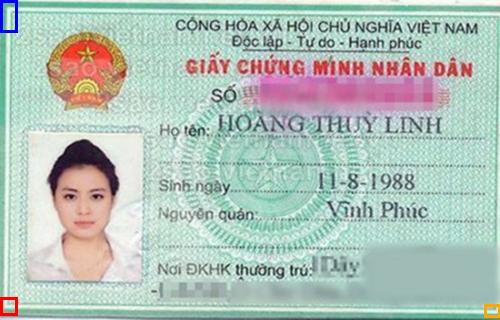 CỘNG HÒA XÃ HỘI CHỦ NGHĨA VIỆT NAM
Độc lập - Tự do - Hạnh phúc
GIẤY CHỨNG MINH NHÂN DÂN
SỐ
Họ tên: HOÀNG THUỲ LINH
Sinh ngày 11-8-1988
Nguyên quán: Vĩnh Phúc
Nơi ĐKHK thường trú: